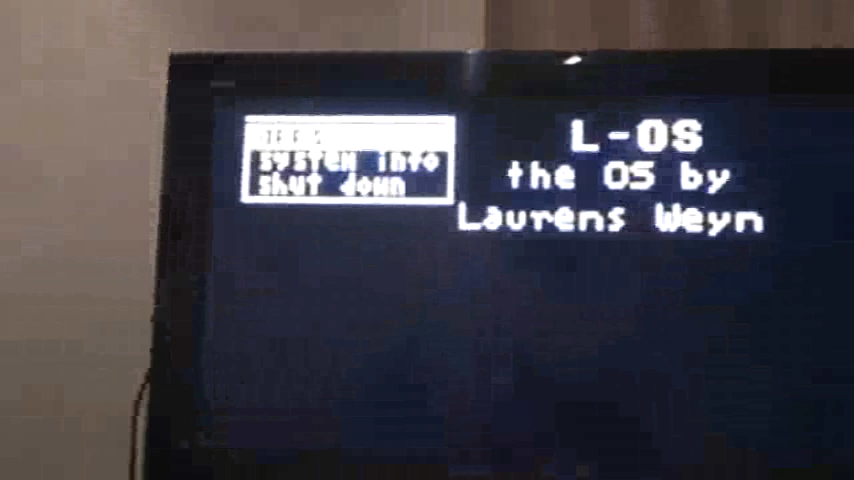 system info
shut down
L-OS
the OS by
Laurens Weyn